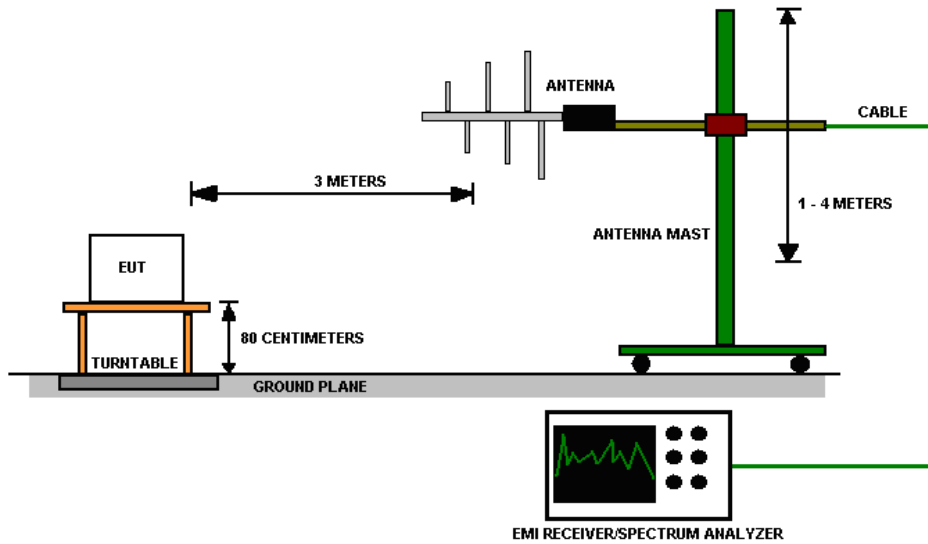 ANTENNA
CABLE
3 METERS
1 - 4 METERS
ANTENNA MAST
EUT
80 CENTIMETERS
TURNTABLE
GROUND PLANE
EMI RECEIVER/SPECTRUM ANALYZER